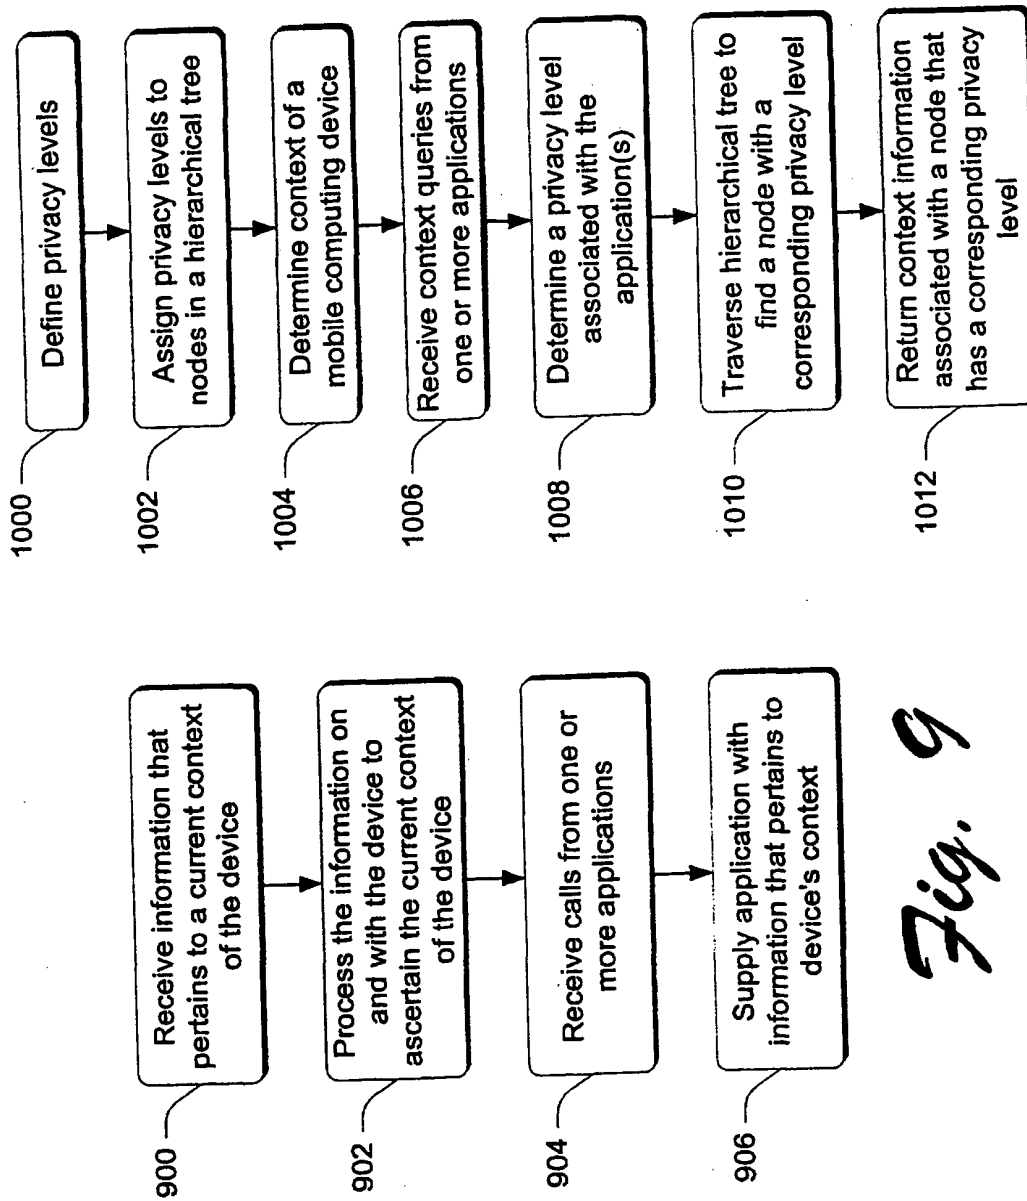 900
Receive information that
pertains to a current context
of the device
902
Process the information on
and with the device to
ascertain the current context
of the device
904
Receive calls from one or
more applications
906
Supply application with
information that pertains to
device's context
Fig. 9
1000
Define privacy levels
1002
Assign privacy levels to
nodes in a hierarchical tree
1004
Determine context of a
mobile computing device
1006
Receive context queries from
one or more applications
1008
Determine a privacy level
associated with the
application(s)
1010
Traverse hierarchical tree to
find a node with a
corresponding privacy level
1012
Return context information
associated with a node that
has a corresponding privacy
level